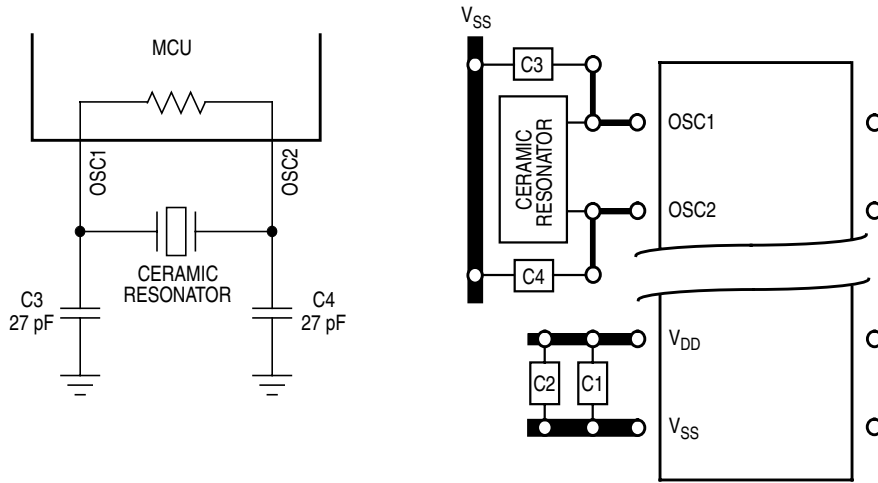 MCU
OSC1
OSC2
CERAMIC
RESONATOR
C3
27 pF
C4
27 pF
VSS
C3
CERAMIC
RESONATOR
OSC1
OSC2
C4
VDD
C2
C1
VSS